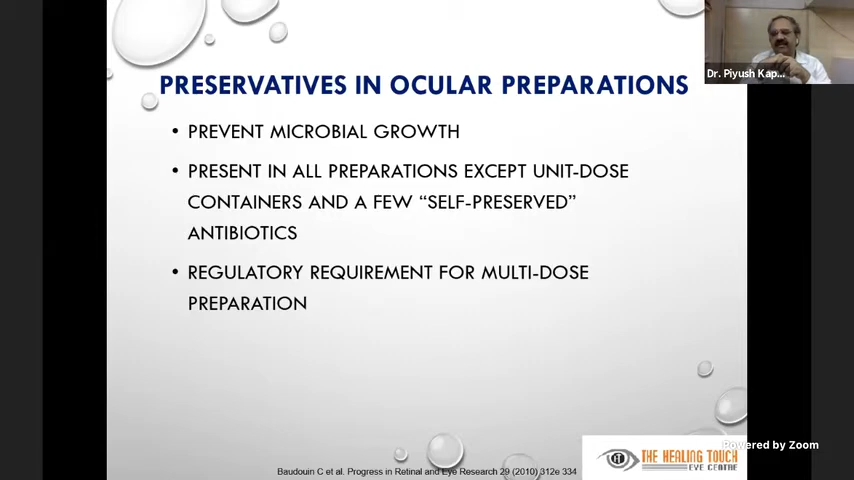 Dr. Piyush Kap...
PRESERVATIVES IN OCULAR PREPARATIONS
• PREVENT MICROBIAL GROWTH
• PRESENT IN ALL PREPARATIONS EXCEPT UNIT-DOSE
CONTAINERS AND A FEW “SELF-PRESERVED”
ANTIBIOTICS
• REGULATORY REQUIREMENT FOR MULTI-DOSE
PREPARATION
Powered by Zoom
THE HEALING TOUCH
EYE CENTRE
Baudouin C et al. Progress in Retinal and Eye Research 29 (2010) 312e 334